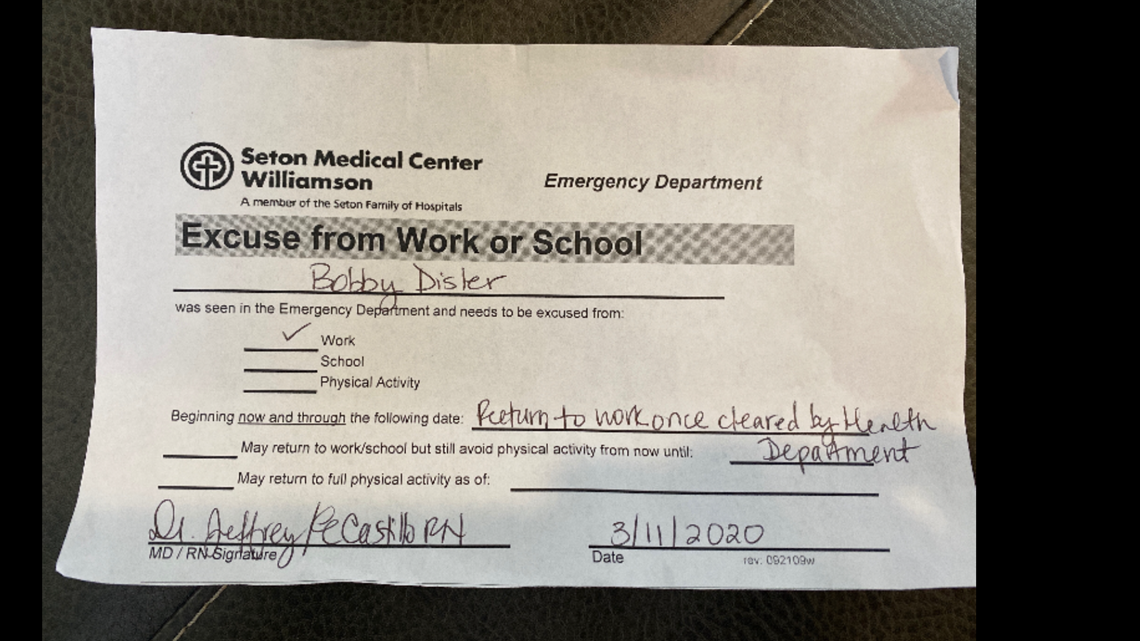 Seton Medical Center
Williamson
A member of the Seton Family of Hospitals
Emergency Department
Excuse from Work or School
Bobby Disler
was seen in the Emergency Department and needs to be excused from:
✓ Work
School
Physical Activity
Beginning now and through the following date: Return to work once cleared by Health
Department
May return to work/school but still avoid physical activity from now until:
May return to full physical activity as of:
Dr. Jeffrey / Castillo RN
MD / RN Signature
3/11/2020
Date
rev: 092109w